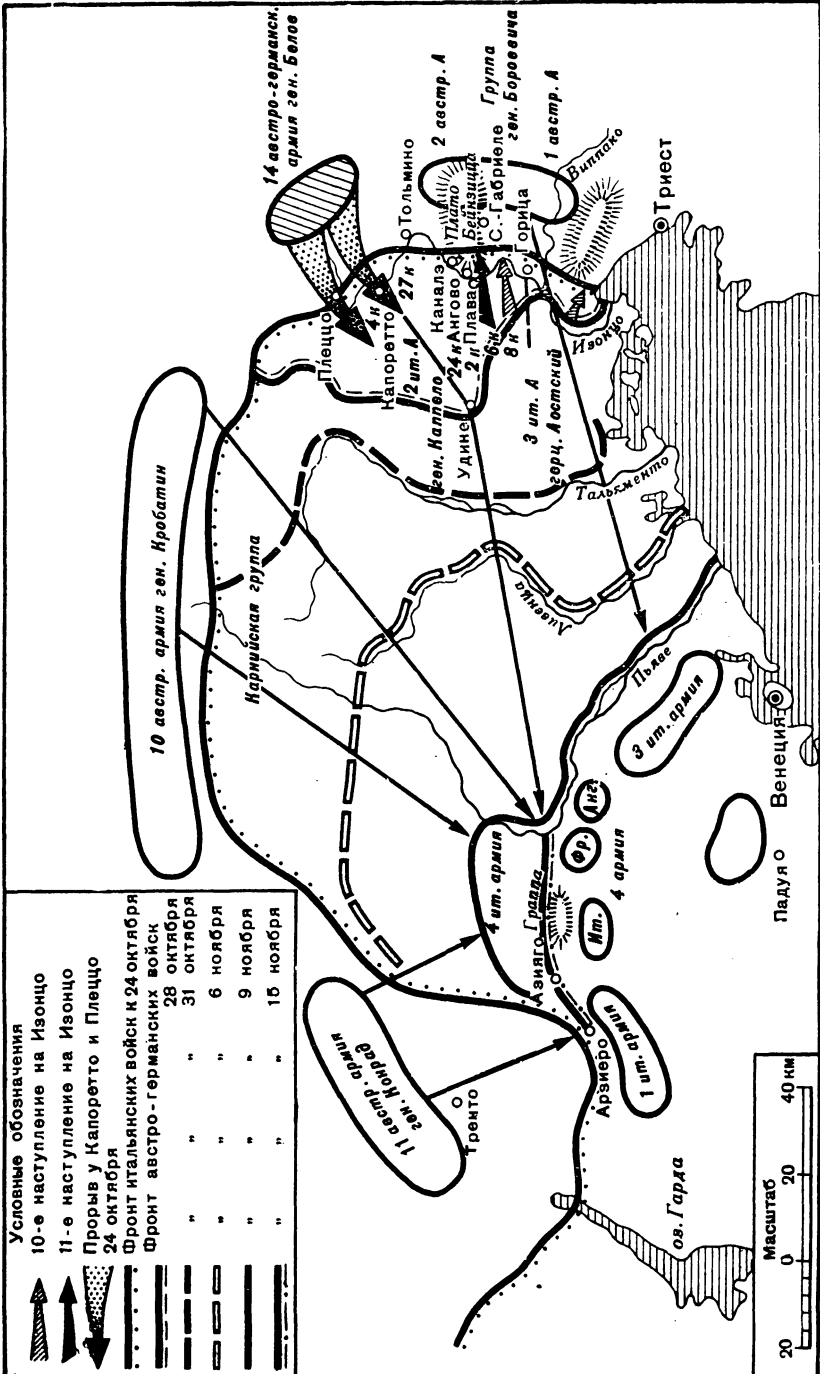 Условные обозначения
10-е наступление на Изонцо
11-е наступление на Изонцо
Прорыв у Капоретто и Плеццо
24 октября
Фронт итальянских войск к 24 октября
Фронт австро-германских войск
28 октября
" " 31 октября
" " 6 ноября
" " 9 ноября
" " 15 ноября
14 австро-германск.
армия ген. Белов
10 австр. армия ген. Кробатин
Карнийская группа
Плеццо
Капоретто
4 к
27 к
Тольмино
2 ит. А
ген. Каппело
Удине
Каналэ
24 к Ангово
2 к Плава
6 к
8 к
Плато
Бейнзицца
С.-Габриеле
Горица
2 австр. А
Группа
ген. Бороевича
1 австр. А
Виппако
Триест
Изонцо
3 ит. А
герц. Аостский
Тальяменто
Ливенца
Пьяве
11 австр. армия
ген. Конрад
Тренто
4 ит. армия
Азияго
Граппа
Ит.
Фр.
Анг.
4 армия
3 ит. армия
Арзиеро
1 ит. армия
Падуя
Венеция
оз. Гарда
Масштаб
20 0 20 40 км